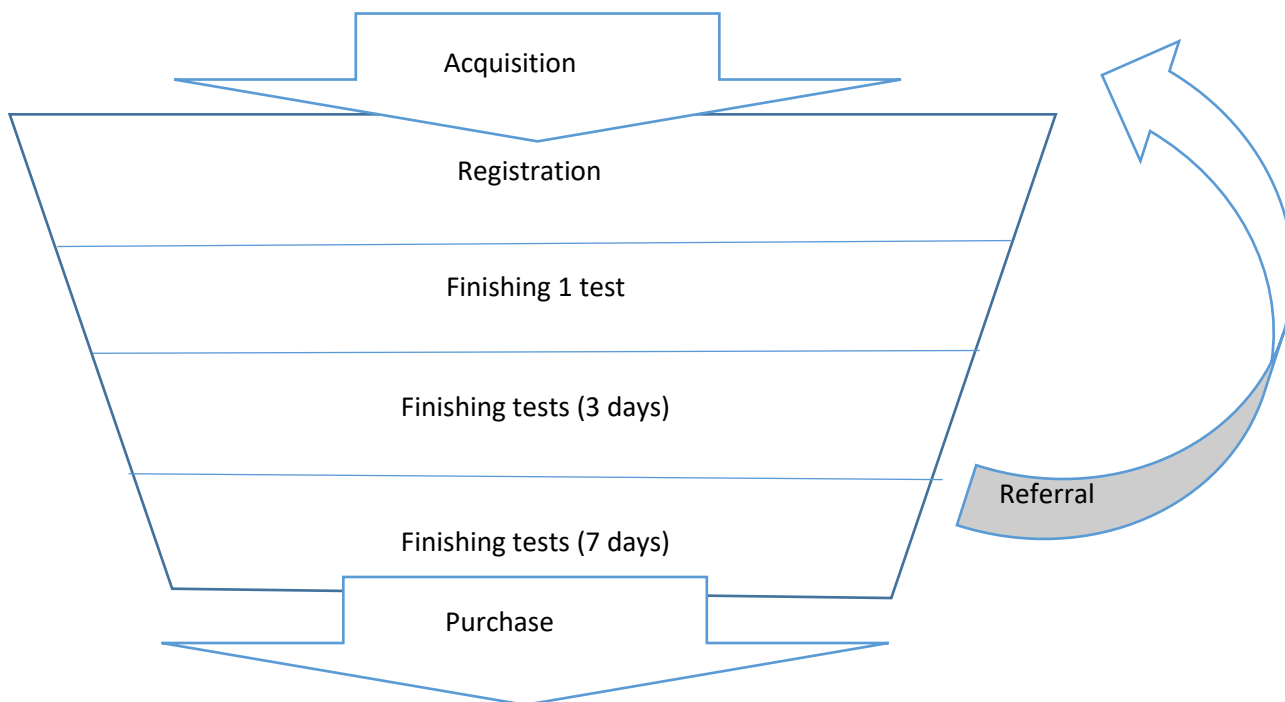 Acquisition
Registration
Finishing 1 test
Finishing tests (3 days)
Referral
Finishing tests (7 days)
Purchase